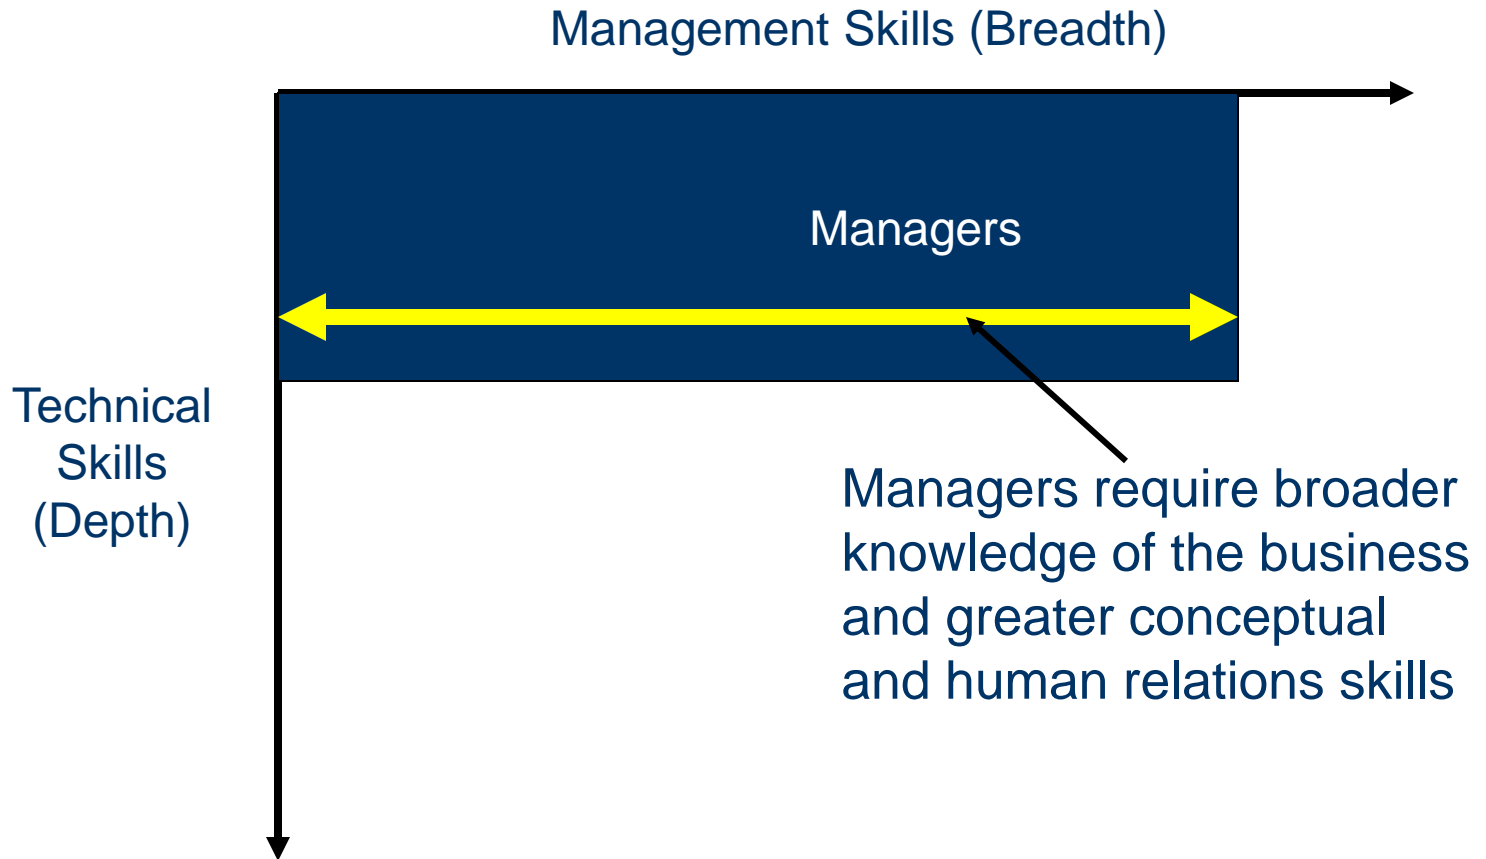 Management Skills (Breadth)
Managers
Technical
Skills
(Depth)
Managers require broader
knowledge of the business
and greater conceptual
and human relations skills